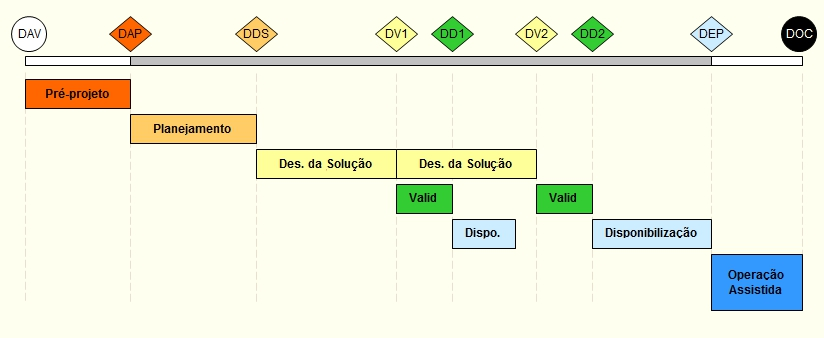 DAV DAP DDS DV1 DD1 DV2 DD2 DEP DOC
Pré-projeto
Planejamento
Des. da Solução Des. da Solução
Valid Valid
Dispo. Disponibilização
Operação
Assistida